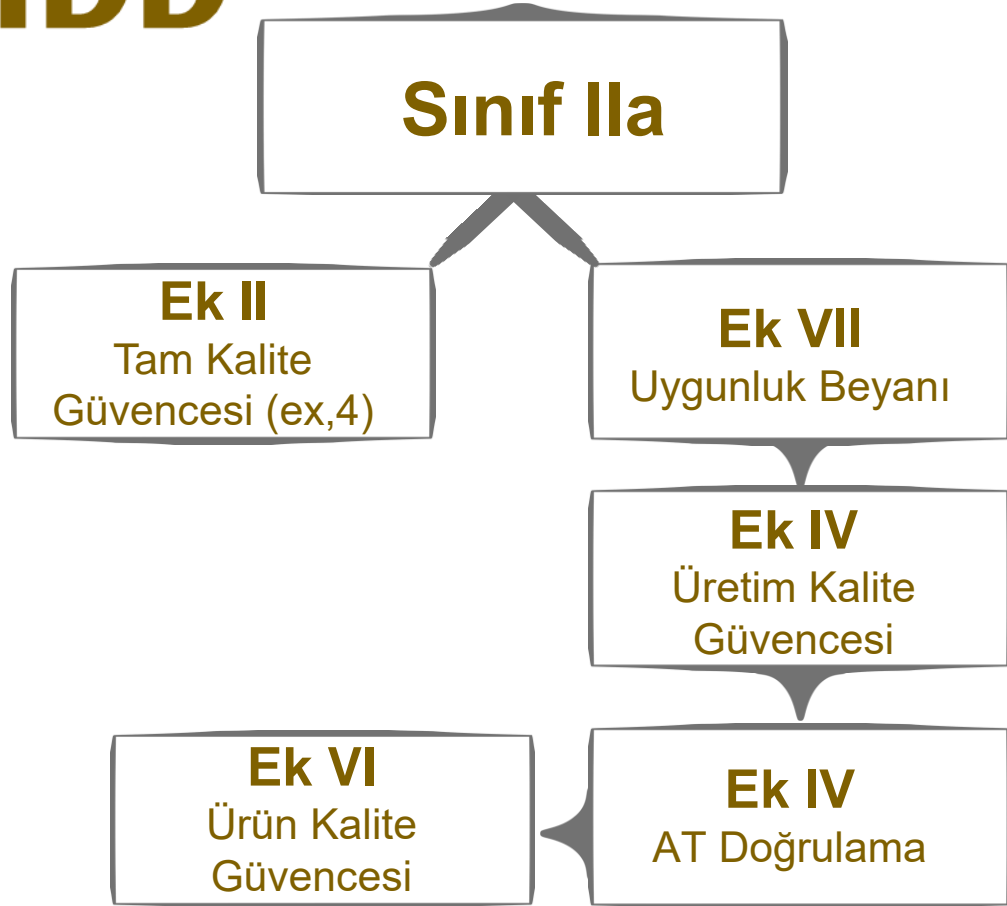 Sınıf IIa
Ek II
Tam Kalite
Güvencesi (ex,4)
Ek VII
Uygunluk Beyanı
Ek IV
Üretim Kalite
Güvencesi
Ek VI
Ürün Kalite
Güvencesi
Ek IV
AT Doğrulama